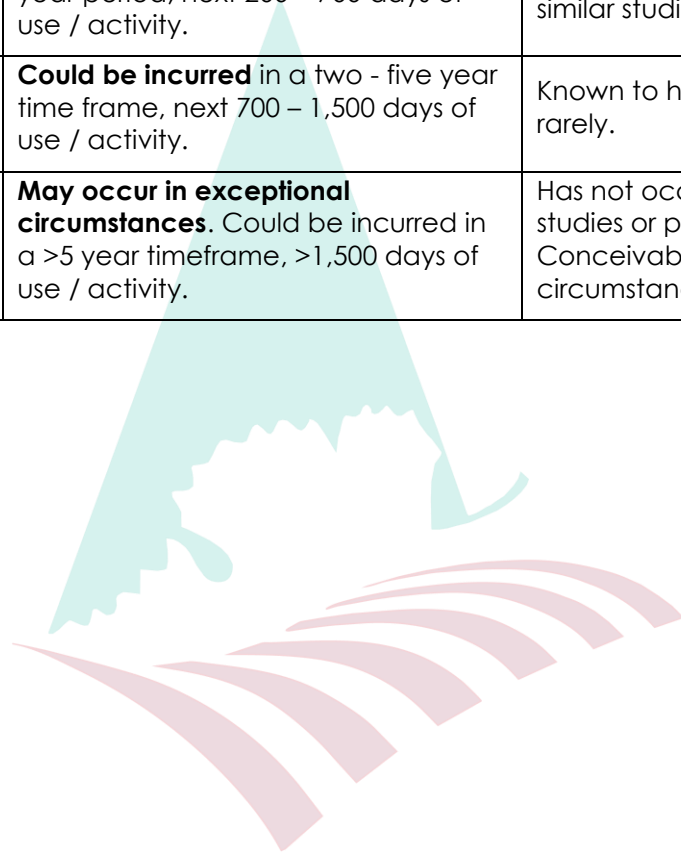 use / activity.
similar studi
Could be incurred in a two - five year
time frame, next 700 – 1,500 days of
use / activity.
Known to h
rarely.
May occur in exceptional
circumstances. Could be incurred in
a >5 year timeframe, >1,500 days of
use / activity.
Has not occ
studies or p
Conceivab
circumstan